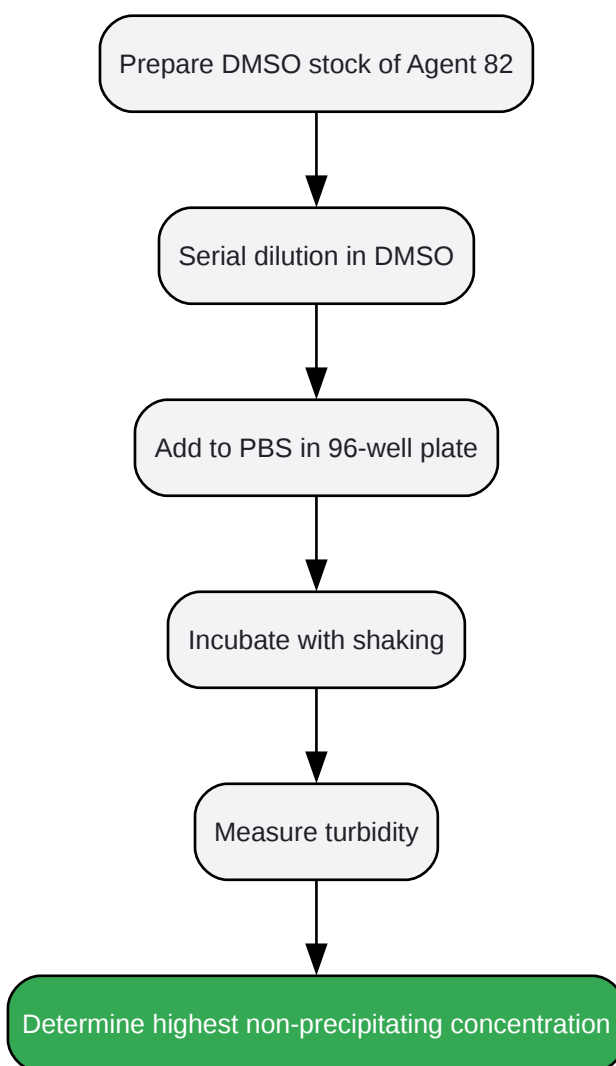 Prepare DMSO stock of Agent 82
Serial dilution in DMSO
Add to PBS in 96-well plate
Incubate with shaking
Measure turbidity
Determine highest non-precipitating concentration